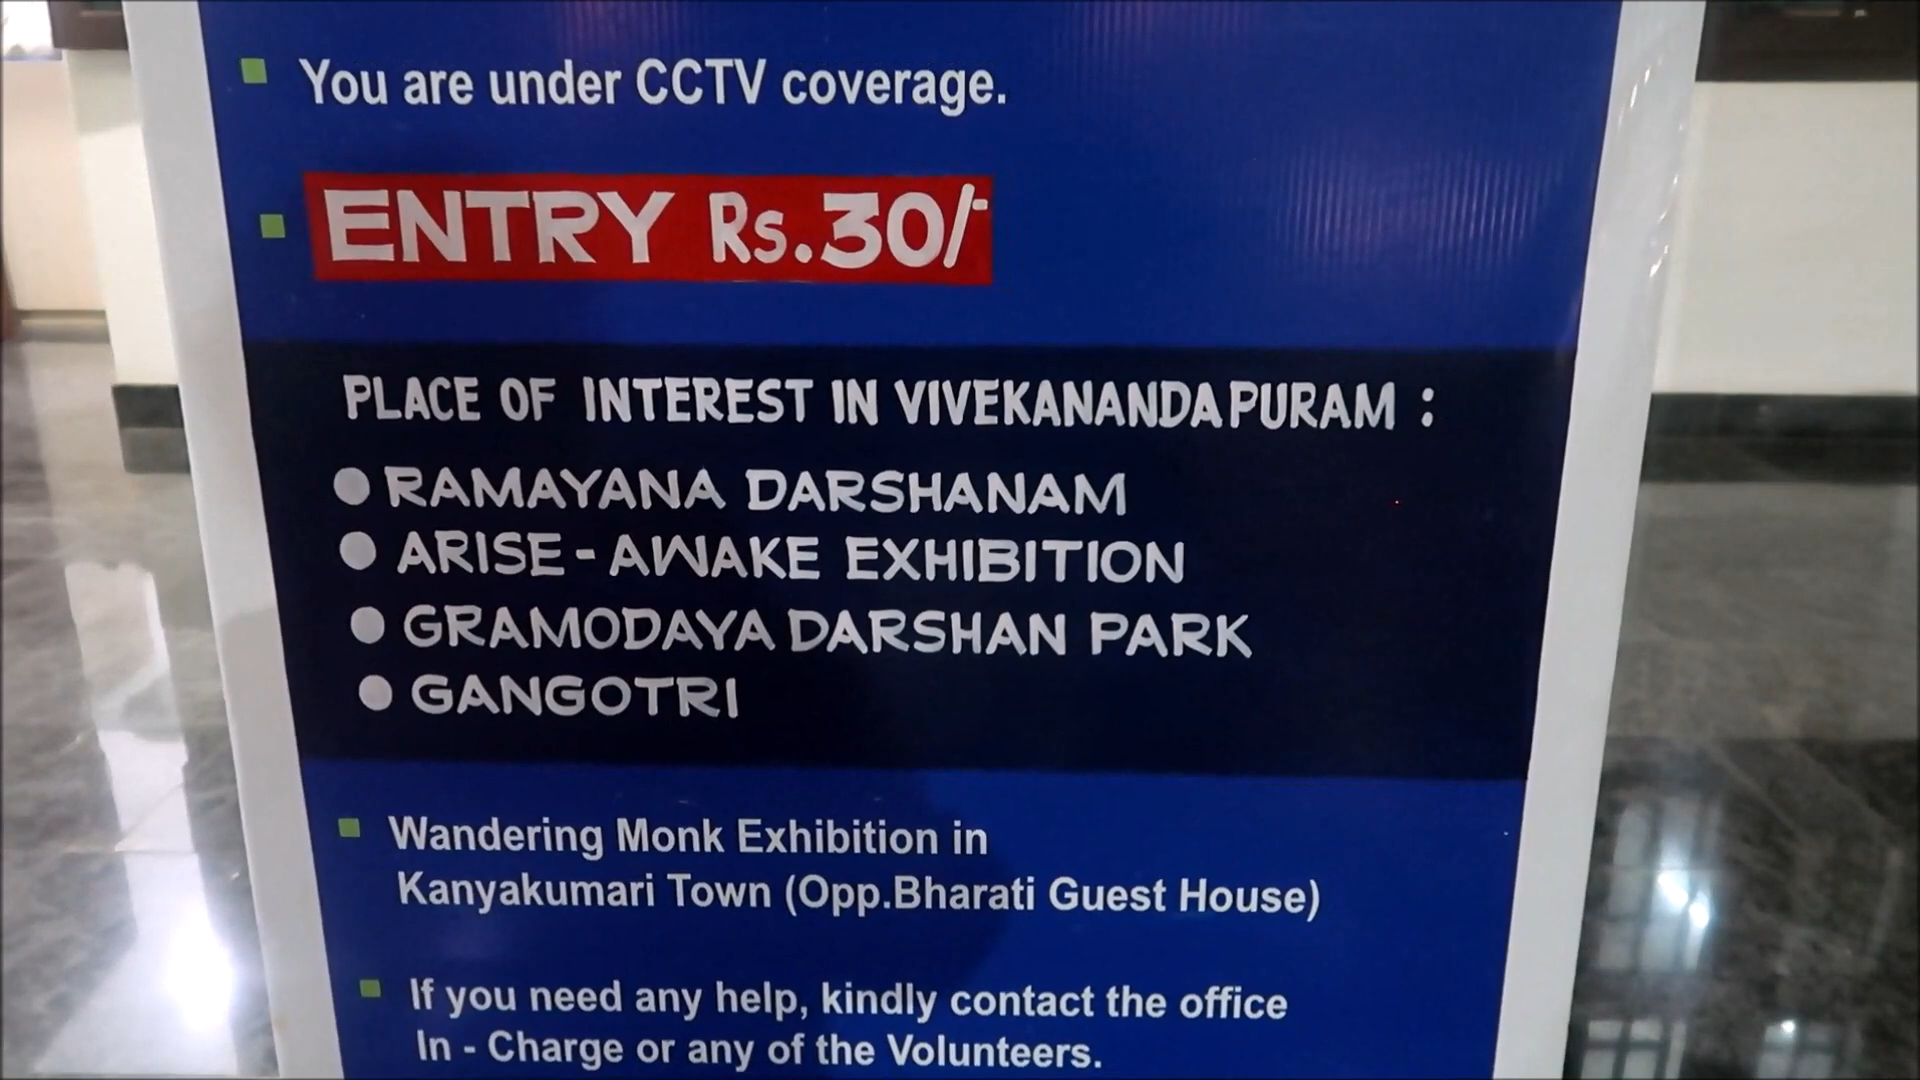 You are under CCTV coverage.
ENTRY Rs.30/-
PLACE OF INTEREST IN VIVEKANANDAPURAM :
RAMAYANA DARSHANAM
ARISE-AWAKE EXHIBITION
GRAMODAYA DARSHAN PARK
GANGOTRI
Wandering Monk Exhibition in
Kanyakumari Town (Opp.Bharati Guest House)
If you need any help, kindly contact the office
In - Charge or any of the Volunteers.